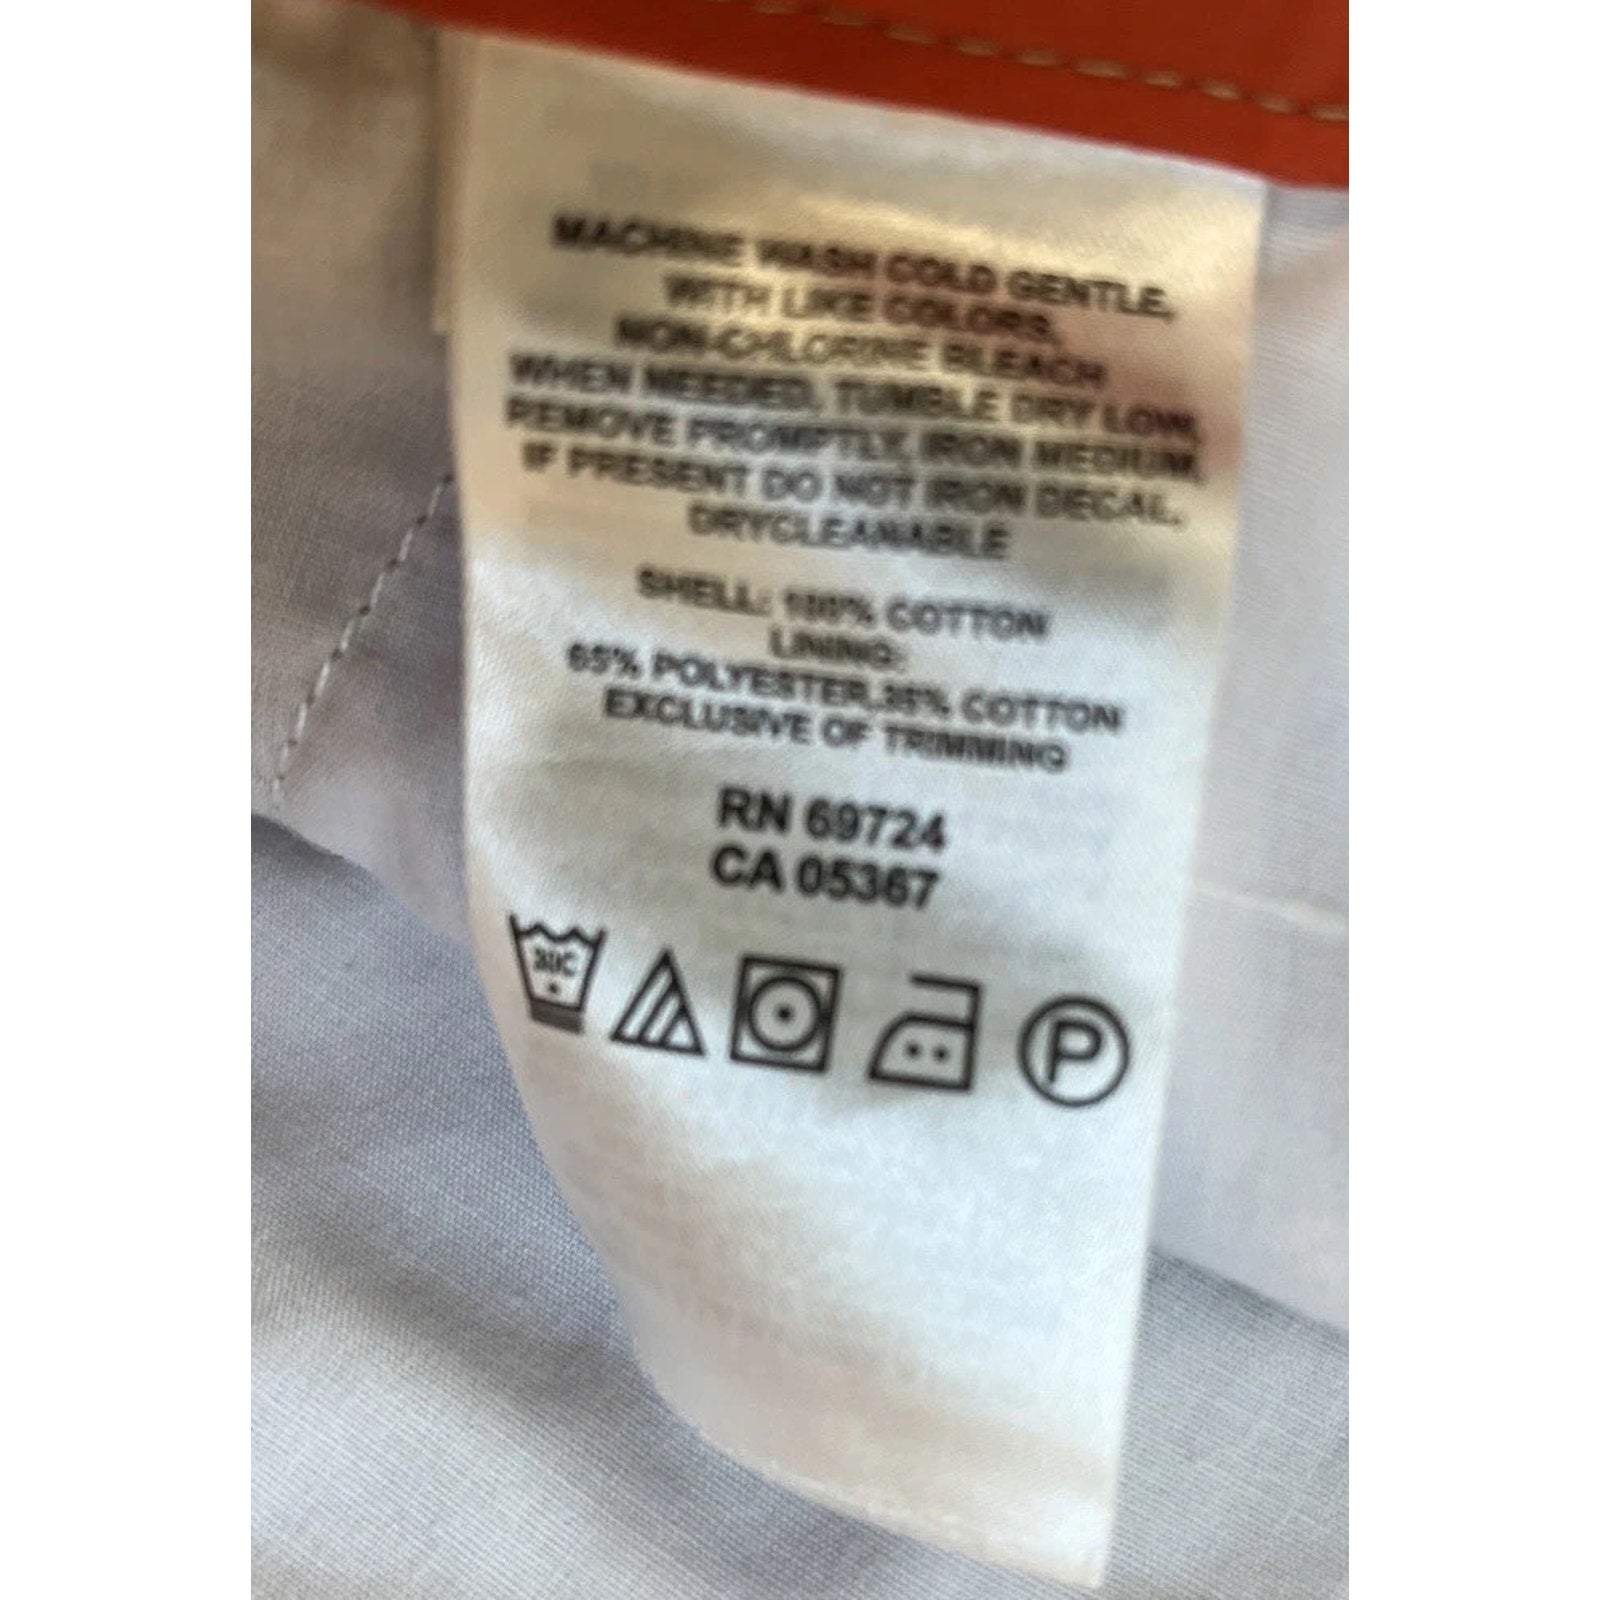 MACHINE WASH COLD GENTLE,
WITH LIKE COLORS,
NON-CHLORINE BLEACH
WHEN NEEDED, TUMBLE DRY LOW,
REMOVE PROMPTLY, IRON MEDIUM,
IF PRESENT DO NOT IRON DECAL,
DRYCLEANABLE
SHELL: 100% COTTON
LINING:
65% POLYESTER,35% COTTON
EXCLUSIVE OF TRIMMING
RN 69724
CA 05367
30C
P